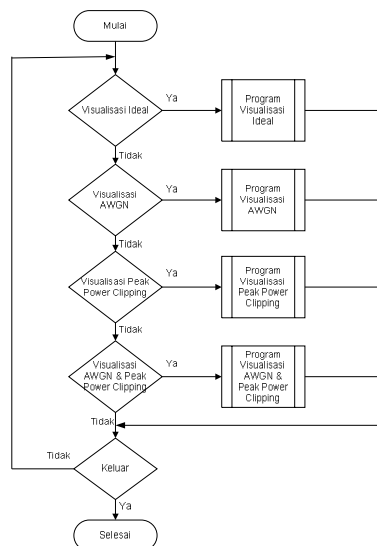 Mulai
Visualisasi Ideal
Ya
Program
Visualisasi
Ideal
Tidak
Visualisasi
AWGN
Ya
Program
Visualisasi
AWGN
Tidak
Visualisasi Peak
Power Clipping
Ya
Program
Visualisasi
Peak Power
Clipping
Tidak
Visualisasi
AWGN & Peak
Power Clipping
Ya
Program
Visualisasi
AWGN &
Peak Power
Clipping
Tidak
Keluar
Tidak
Ya
Selesai